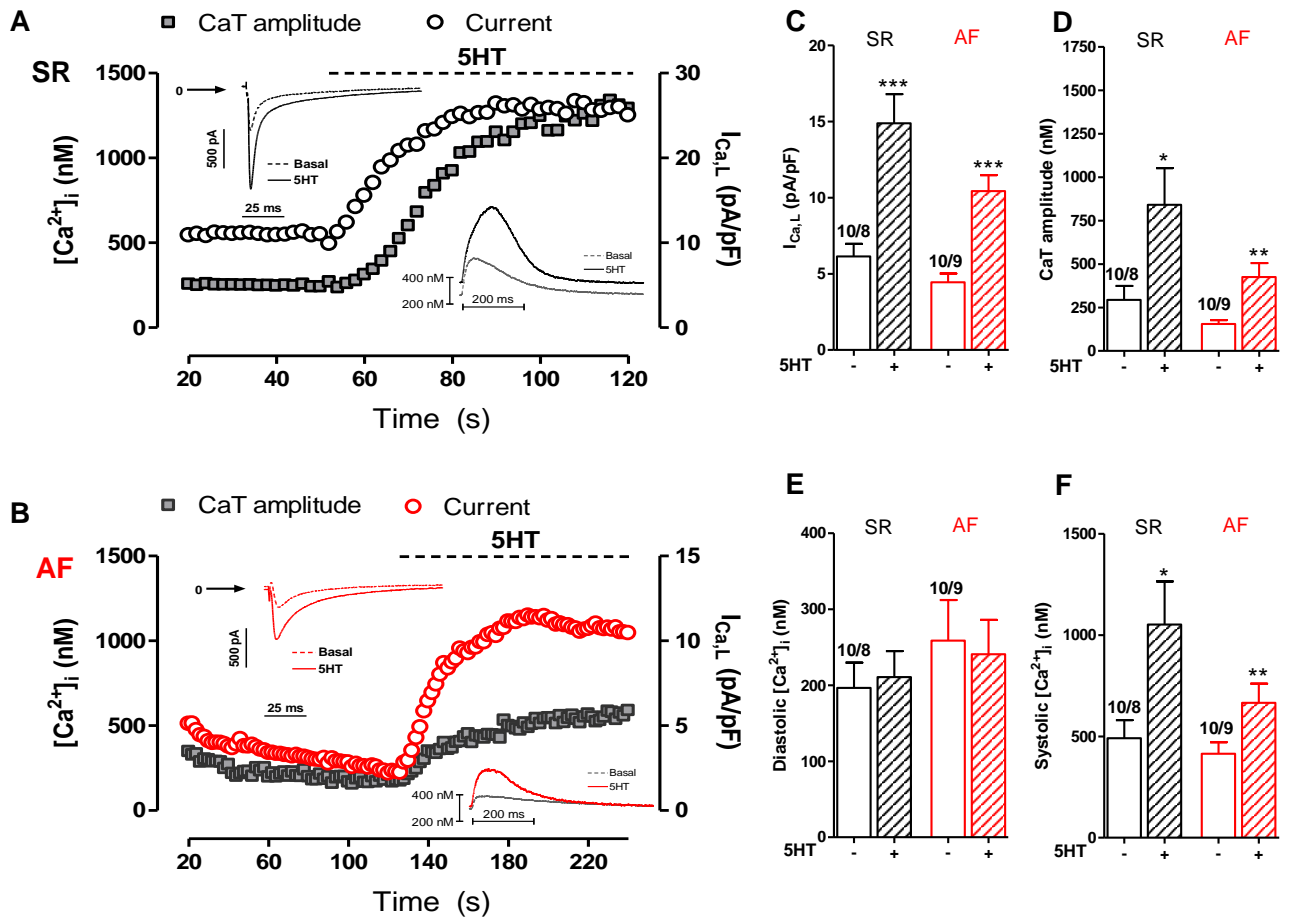 A
CaT amplitude
Current
SR
5HT
[Ca²⁺]ᵢ (nM)
1500
1000
500
0
I_Ca,L (pA/pF)
30
20
10
0
0
500 pA
Basal
5HT
25 ms
Basal
5HT
400 nM
200 nM
200 ms
20 40 60 80 100 120
Time (s)
B
CaT amplitude
Current
AF
5HT
[Ca²⁺]ᵢ (nM)
1500
1000
500
0
I_Ca,L (pA/pF)
15
10
5
0
0
500 pA
Basal
5HT
25 ms
Basal
5HT
400 nM
200 nM
200 ms
20 60 100 140 180 220
Time (s)
C
SR AF
I_Ca,L (pA/pF)
20
15
10
5
0
10/8
***
10/9
***
5HT - + - +
D
SR AF
CaT amplitude (nM)
1750
1500
1250
1000
750
500
250
0
10/8
*
10/9
**
5HT - + - +
E
SR AF
Diastolic [Ca²⁺]ᵢ (nM)
400
300
200
100
0
10/8
10/9
5HT - + - +
F
SR AF
Systolic [Ca²⁺]ᵢ (nM)
1500
1000
500
0
10/8
*
10/9
**
5HT - + - +